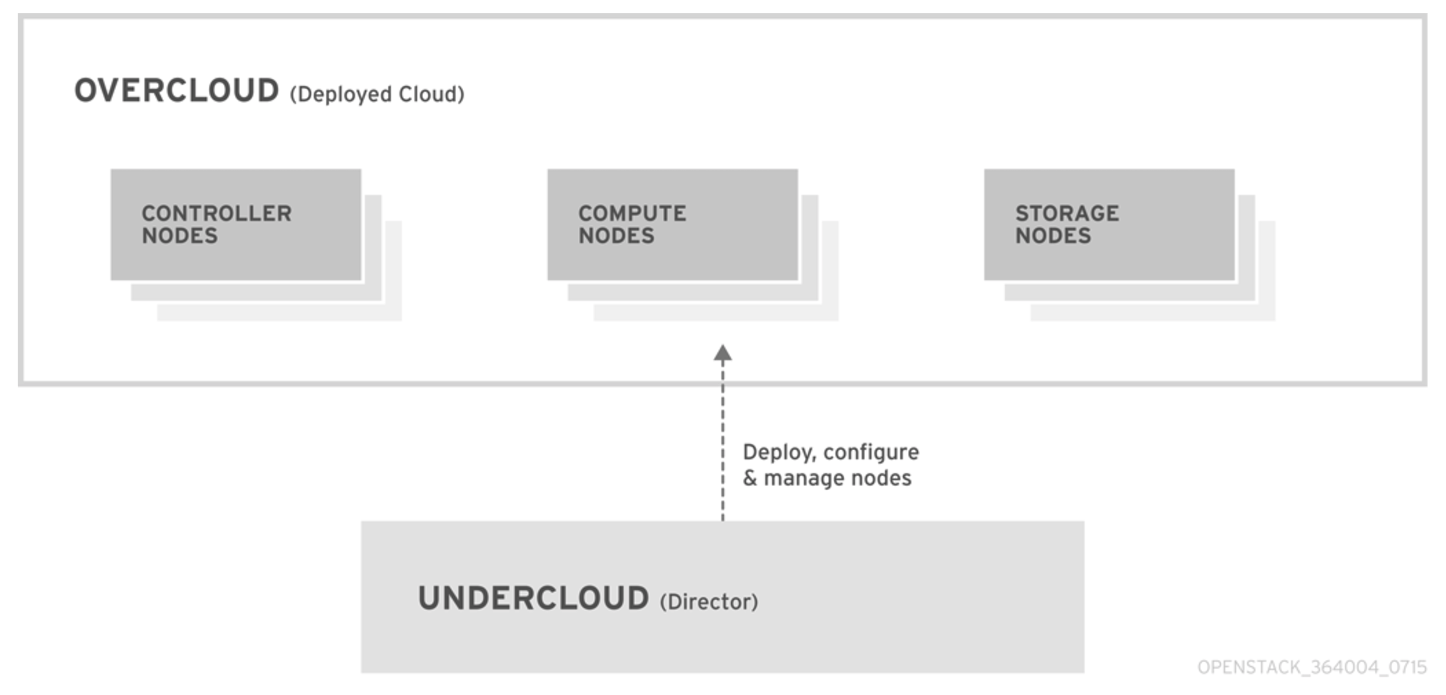 OVERCLOUD (Deployed Cloud)
CONTROLLER
NODES
COMPUTE
NODES
STORAGE
NODES
Deploy, configure
& manage nodes
UNDERCLOUD (Director)
OPENSTACK_364004_0715